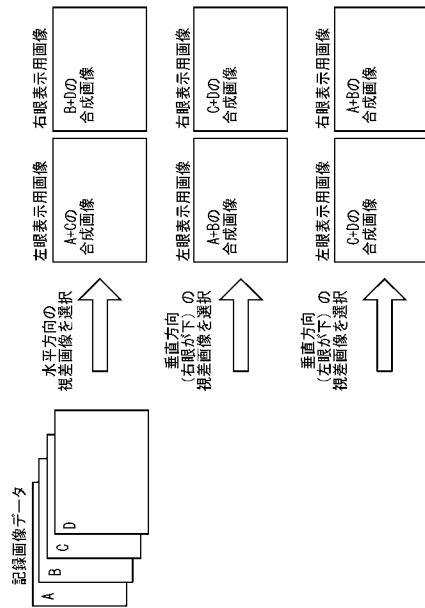 記録画像データ
A
B
C
D
水平方向の
視差画像を選択
左眼表示用画像
A+Cの
合成画像
右眼表示用画像
B+Dの
合成画像
垂直方向
(右眼が下)の
視差画像を選択
左眼表示用画像
A+Bの
合成画像
右眼表示用画像
C+Dの
合成画像
垂直方向
(左眼が下)の
視差画像を選択
左眼表示用画像
C+Dの
合成画像
右眼表示用画像
A+Bの
合成画像